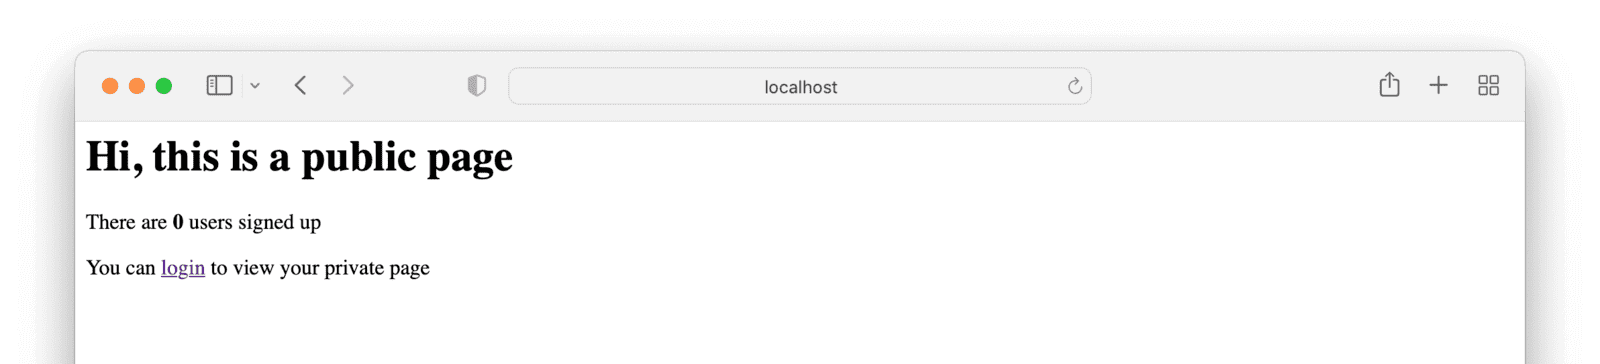 localhost
Hi, this is a public page
There are 0 users signed up
You can login to view your private page